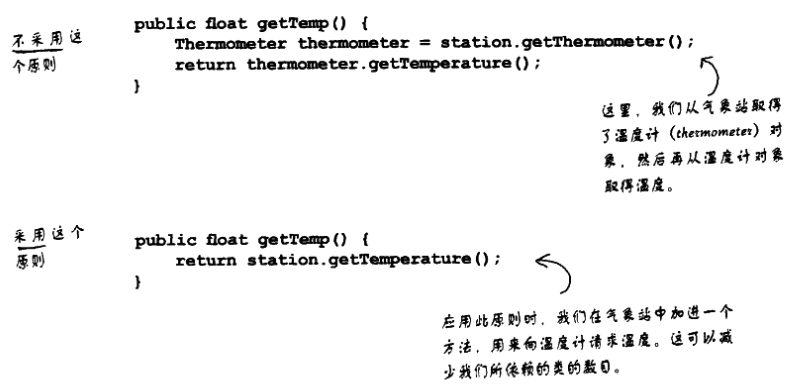 不采用这
个原则
public float getTemp() {
Thermometer thermometer = station.getThermometer();
return thermometer.getTemperature();
}
这里，我们从气象站取得
了温度计（thermometer）对
象，然后再从温度计对象
取得温度。
采用这个
原则
public float getTemp() {
return station.getTemperature();
}
应用此原则时，我们在气象站中加进一个
方法，用来向温度计请求温度。这可以减
少我们所依赖的类的数目。